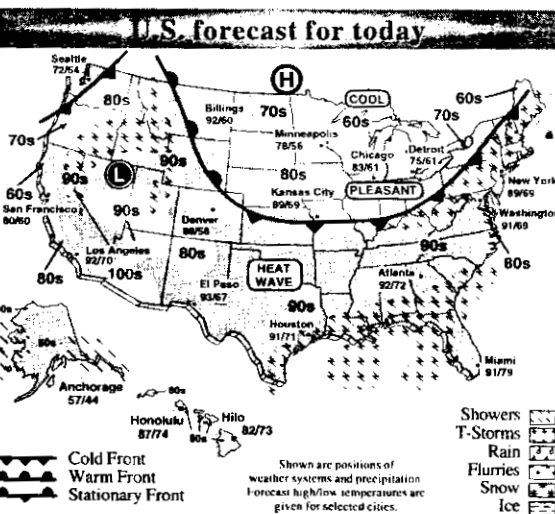 U.S. forecast for today
Seattle
72/54
80s
Billings
92/60
70s
COOL
60s
60s
70s
Minneapolis
78/56
70s
Chicago
83/61
Detroit
75/61
90s
90s
80s
PLEASANT
New York
89/69
60s
San Francisco
80/60
90s
Kansas City
89/69
Denver
Washington
91/69
80s
Los Angeles
92/70
80s
100s
80s
El Paso
93/67
HEAT
WAVE
90s
90s
Atlanta
92/72
Houston
91/71
Miami
91/79
Anchorage
57/44
80s
Honolulu
87/74
80s
Hilo
82/73
Cold Front
Warm Front
Stationary Front
Shown are positions of
weather systems and precipitation
Forecast high/low temperatures are
given for selected cities.
Showers
T-Storms
Rain
Flurries
Snow
Ice
H
L